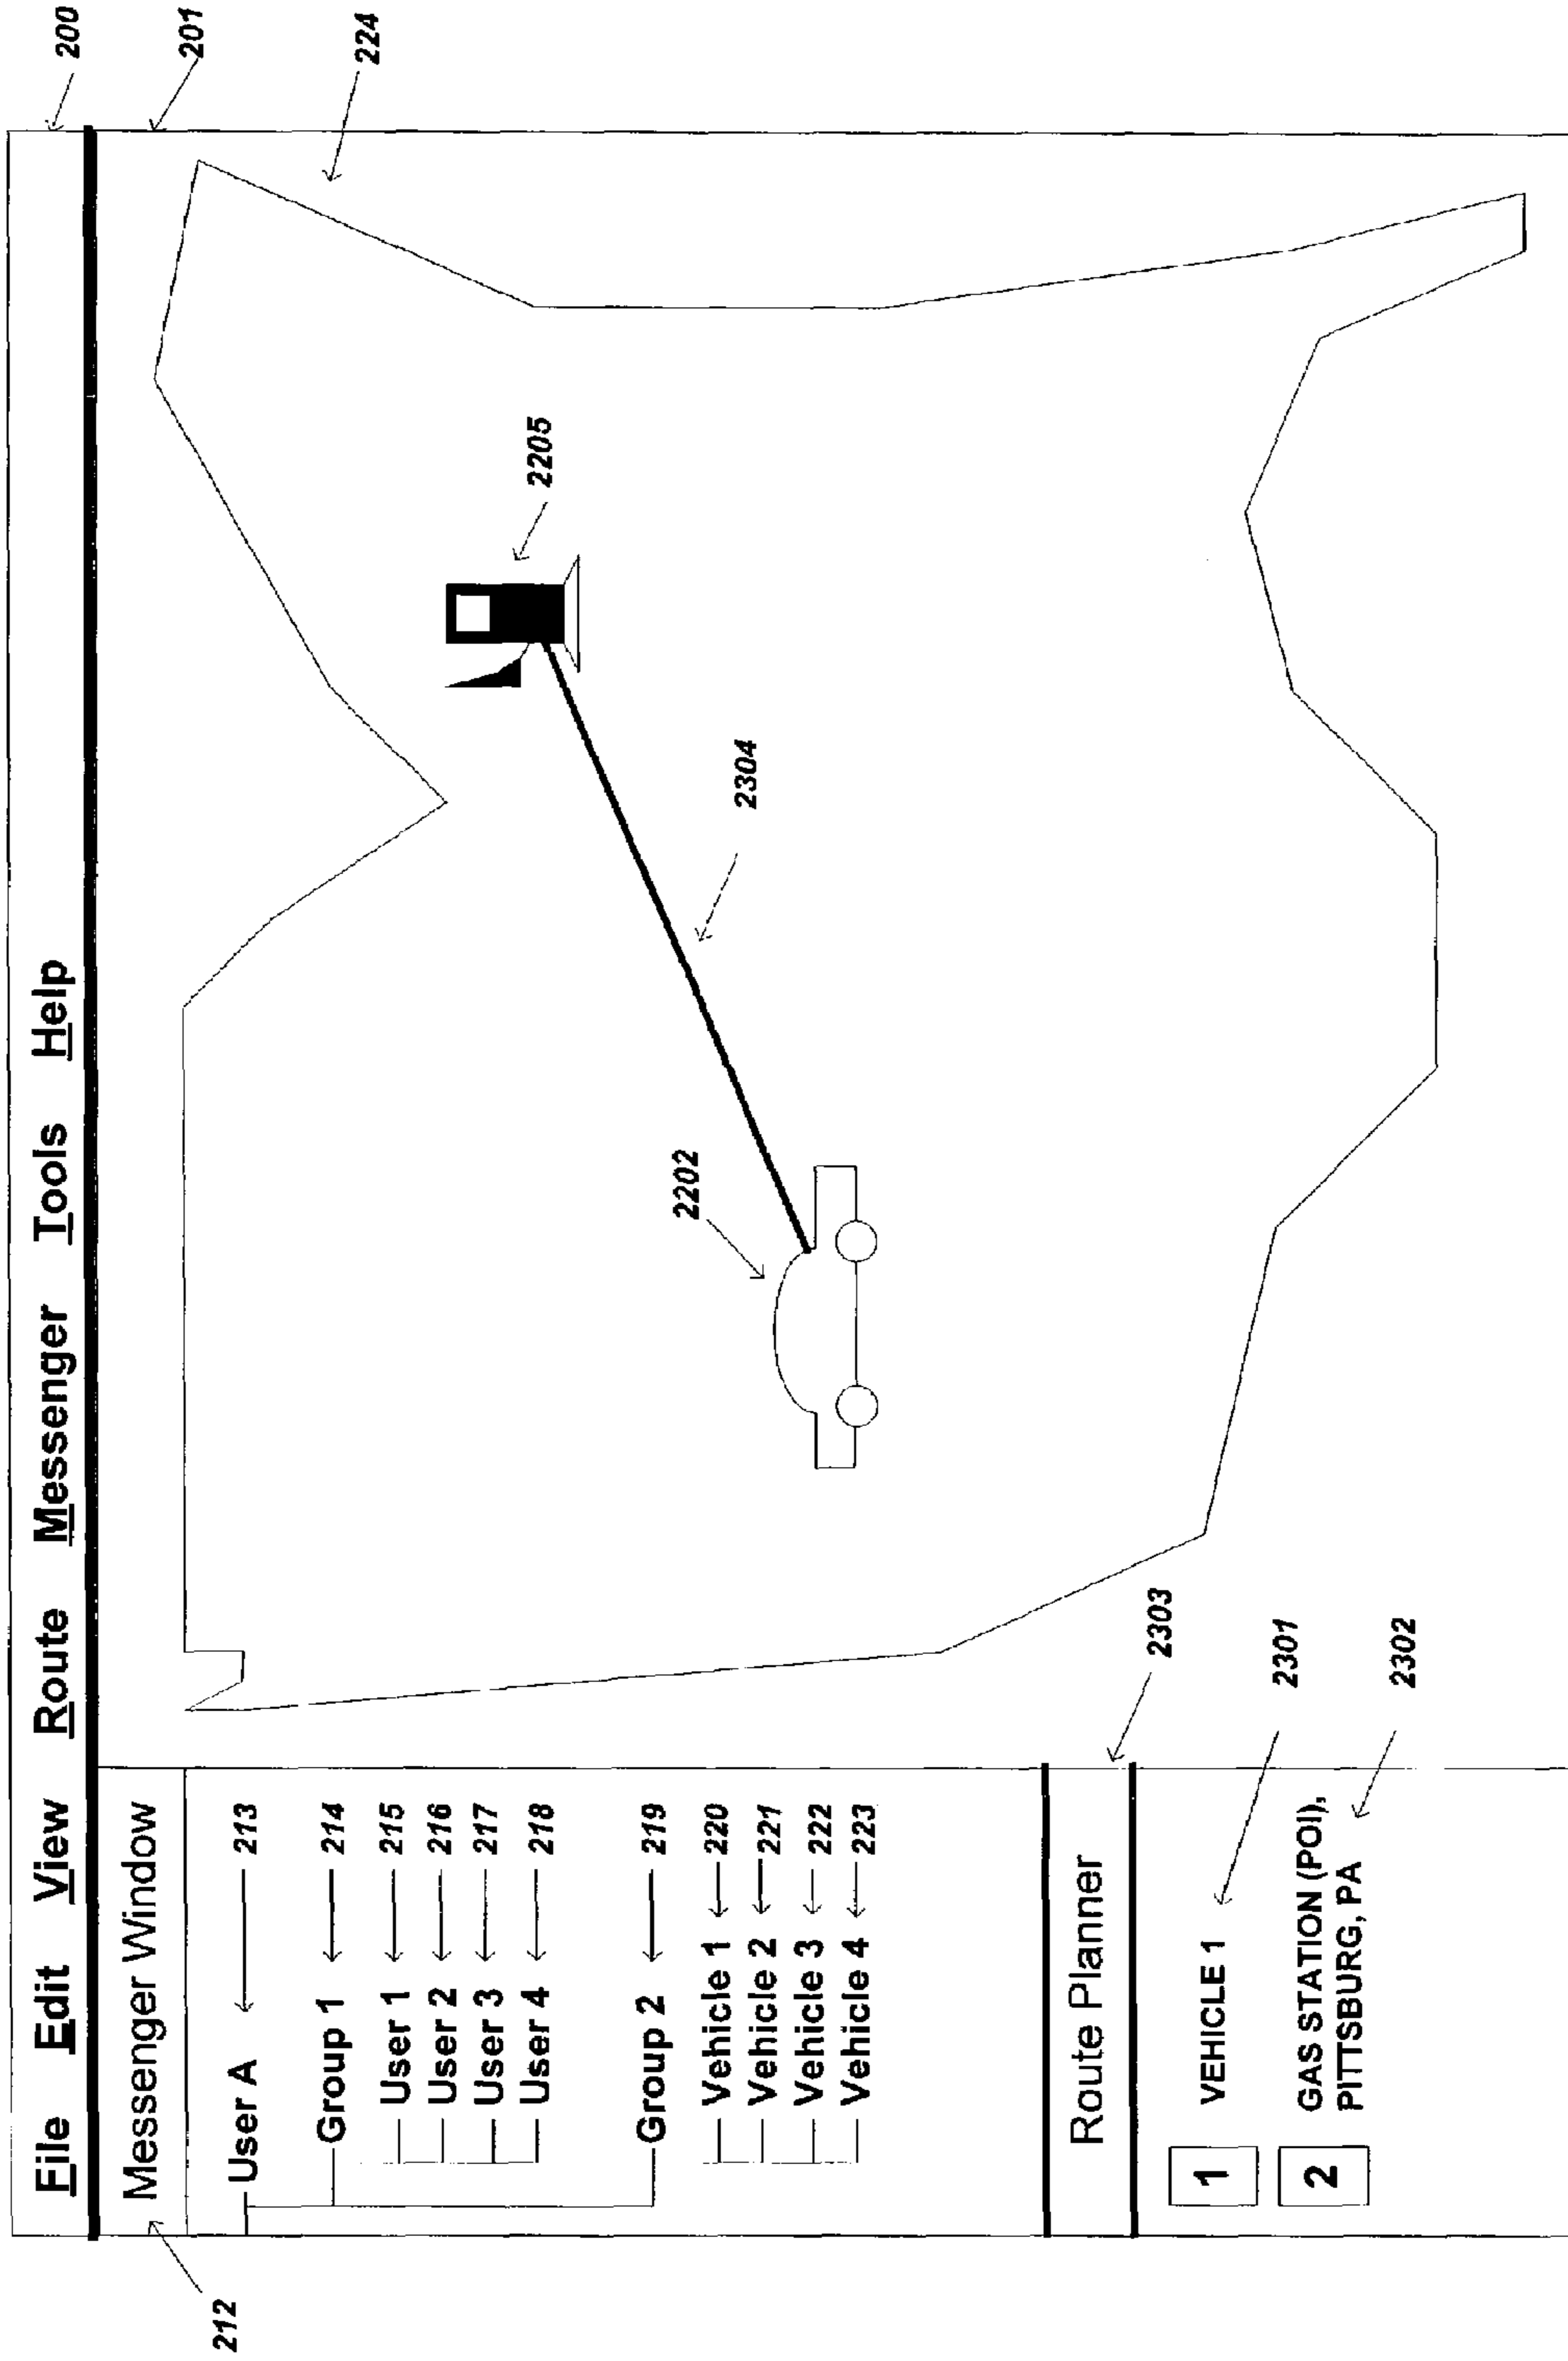 200
File Edit View Route Messenger Tools Help
201
212
Messenger Window
224
User A 213
Group 1 214
User 1 215
User 2 216
User 3 217
User 4 218
2205
Group 2 219
Vehicle 1 220
Vehicle 2 221
Vehicle 3 222
Vehicle 4 223
2202
2304
Route Planner
2303
1 VEHICLE 1
2301
2 GAS STATION (POI),
PITTSBURG, PA
2302